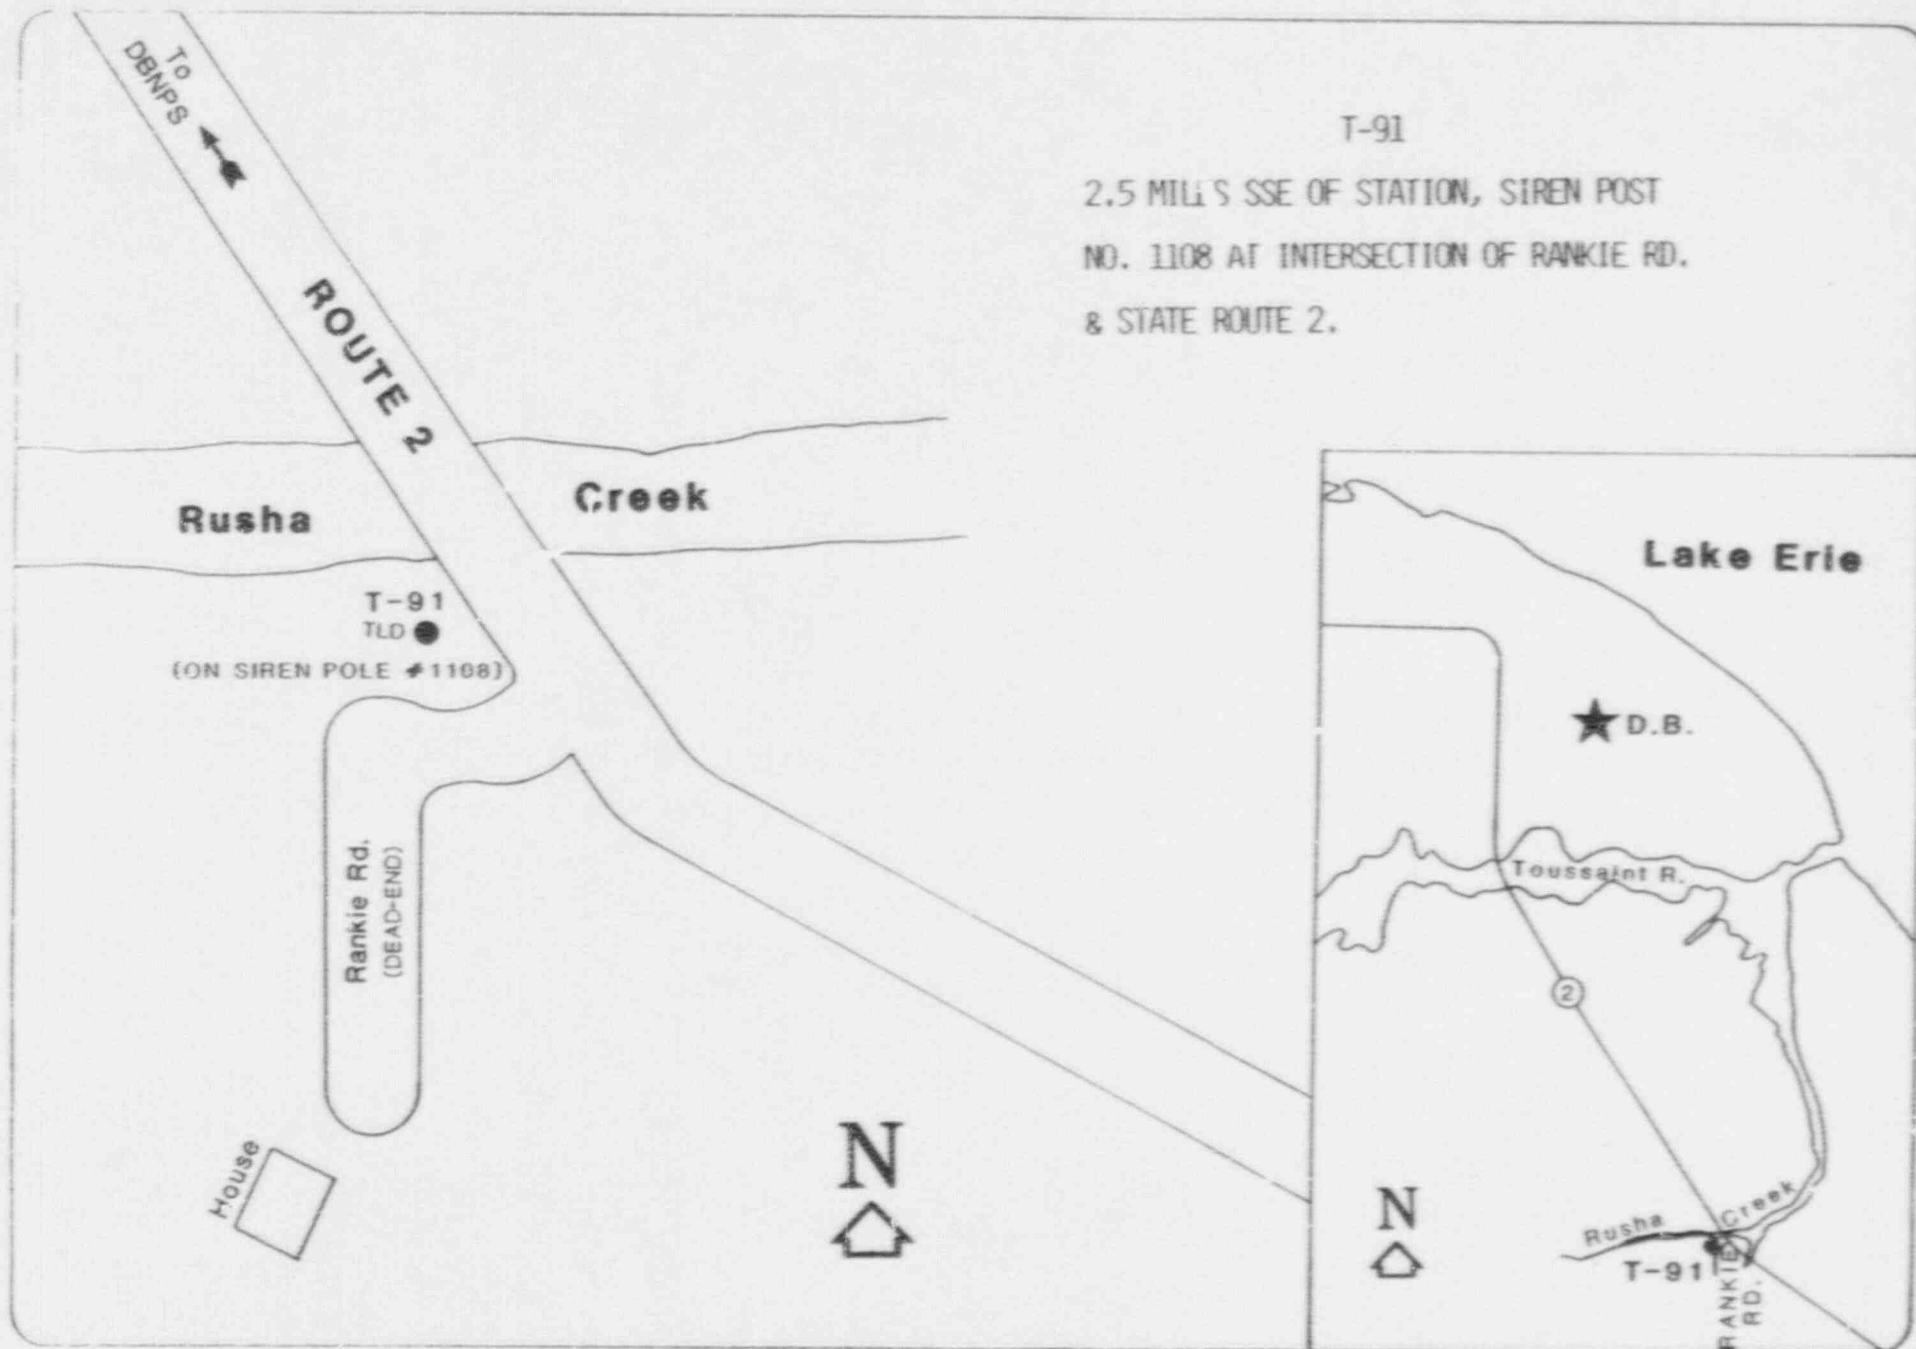 To
DBNPS
T-91
2.5 MILES SSE OF STATION, SIREN POST
NO. 1108 AT INTERSECTION OF RANKIE RD.
& STATE ROUTE 2.
ROUTE 2
Rusha Creek
T-91
TLD
(ON SIREN POLE #1108)
Rankie Rd.
(DEAD-END)
House
N
Lake Erie
D.B.
Toussaint R.
2
N
Rusha Creek
T-91
RANKIE
RD.